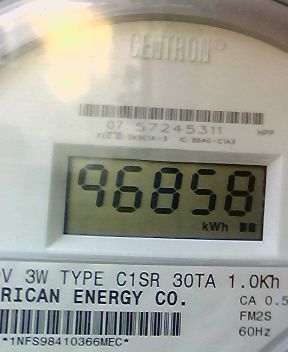 CENTRON®
07 57245311
MPP
96858
kWh
V 3W TYPE C1SR 30TA 1.0Kh
RICAN ENERGY CO.
CA 0.5
FM2S
60Hz
*1NFS98410366MEC*